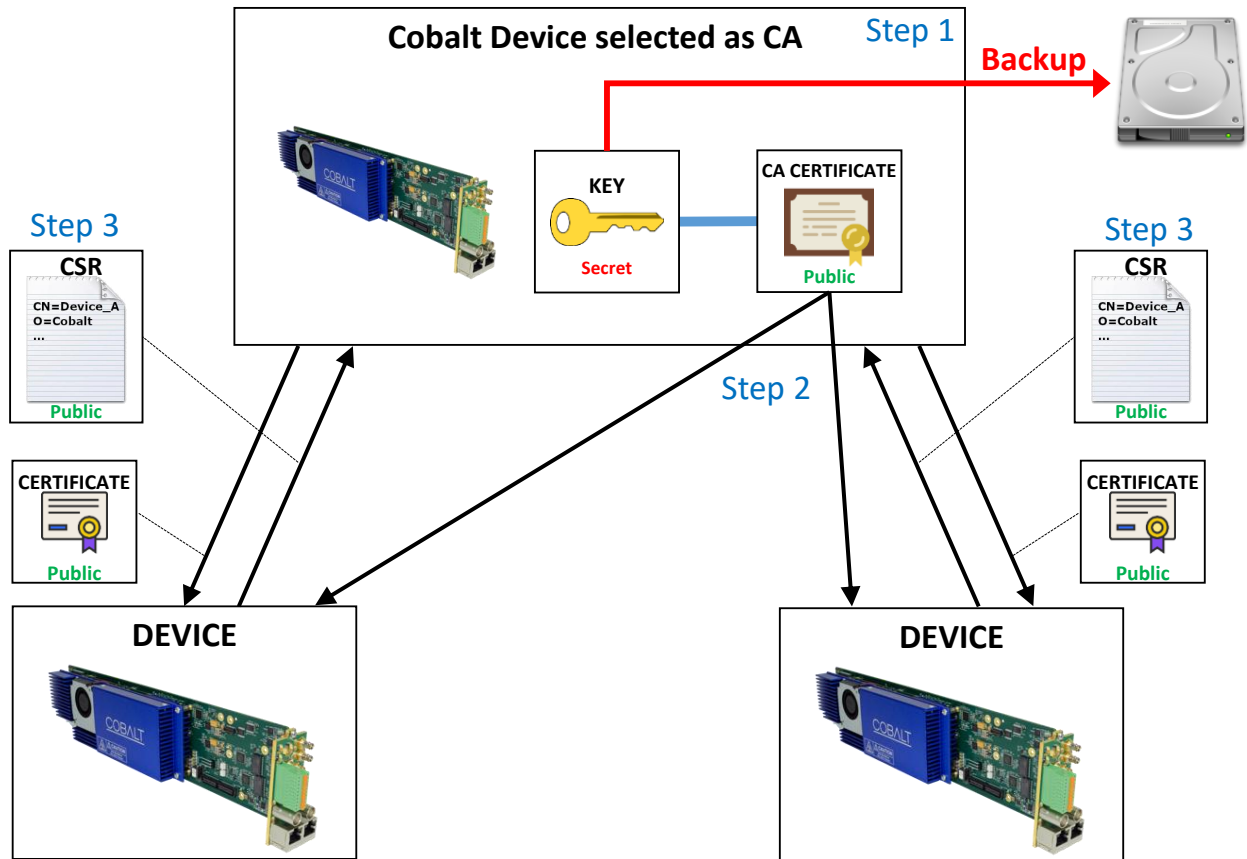 Cobalt Device selected as CA
Step 1
Backup
KEY
Secret
CA CERTIFICATE
Public
Step 3
CSR
CN=Device_A
O=Cobalt
...
Public
CERTIFICATE
Public
Step 2
Step 3
CSR
CN=Device_A
O=Cobalt
...
Public
CERTIFICATE
Public
DEVICE
DEVICE
COBALT
COBALT
COBALT